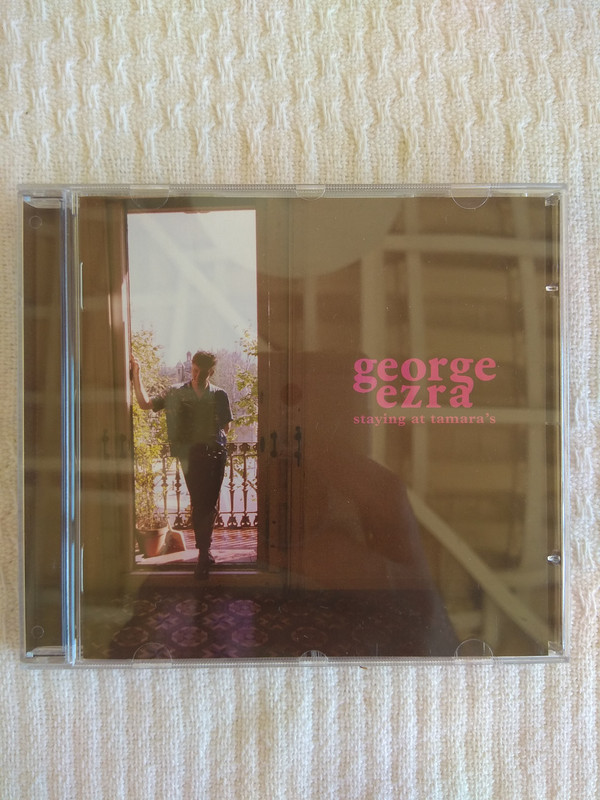 george
ezra
staying at tamara's